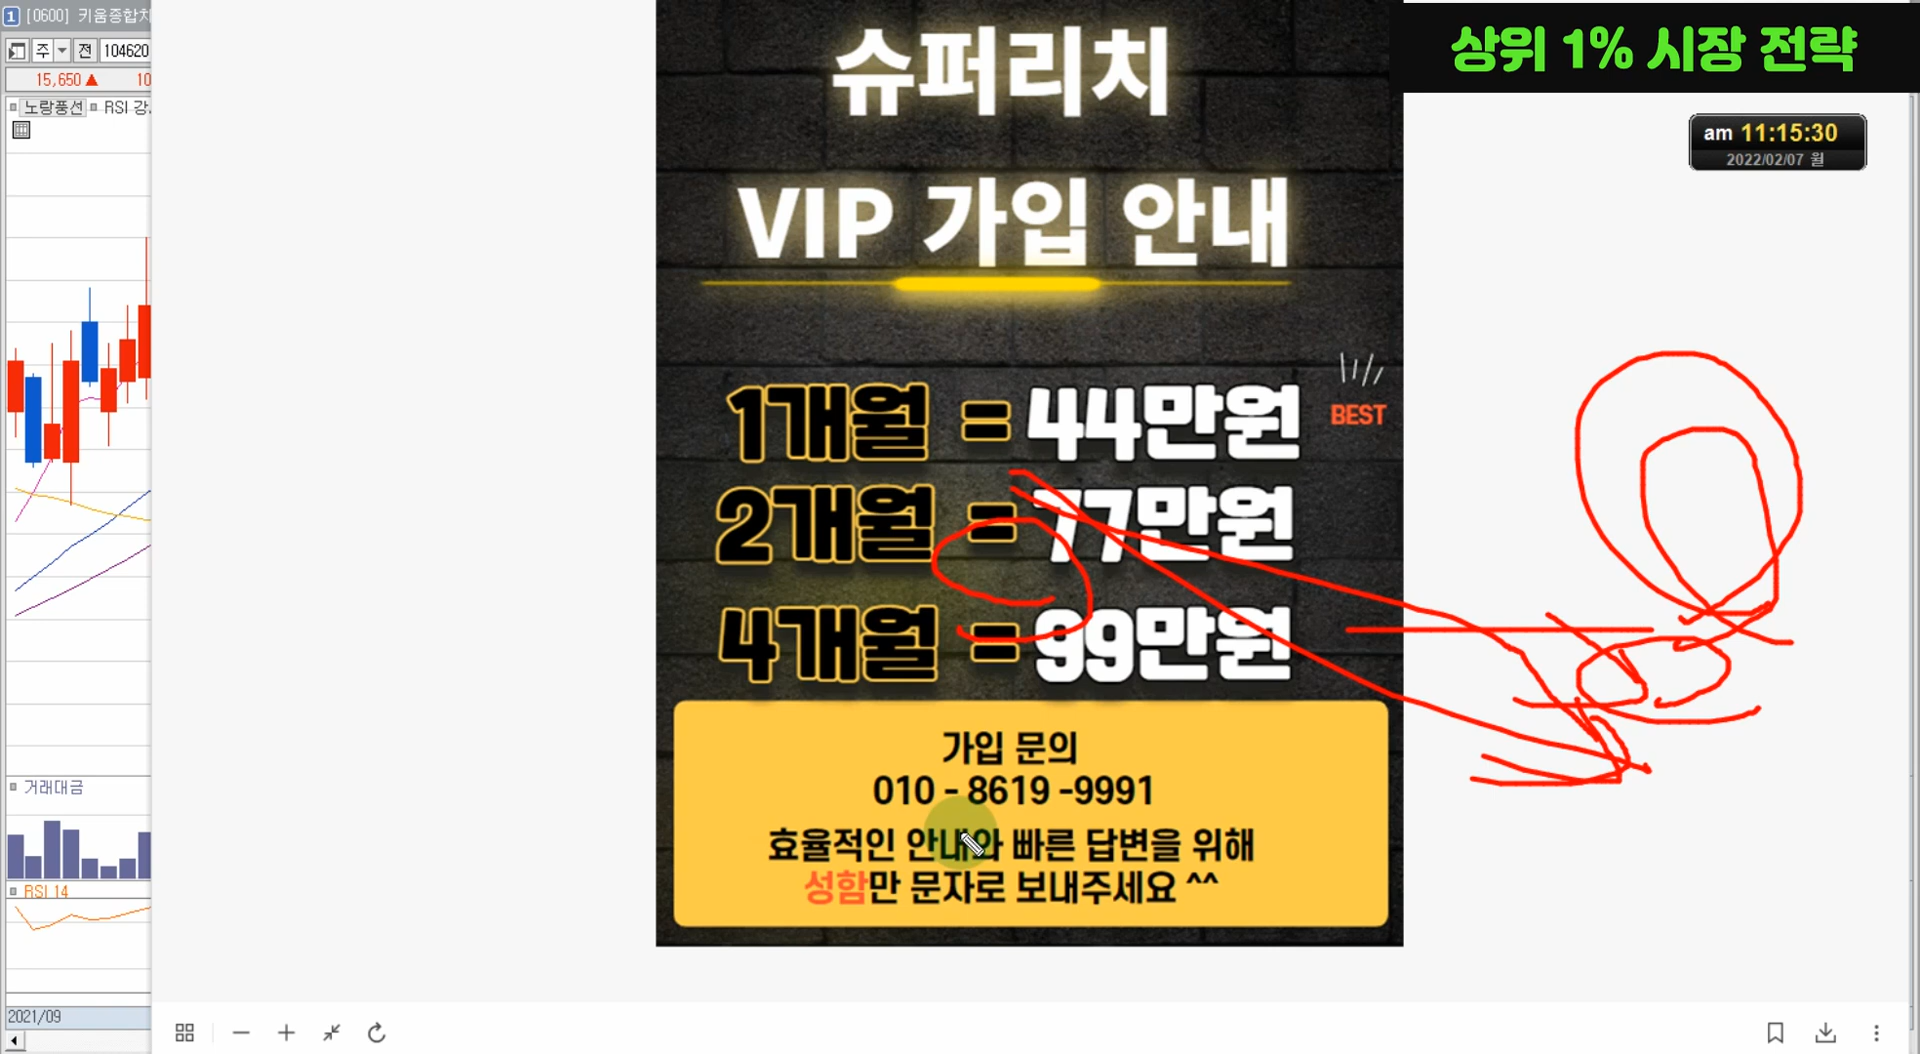 1 [0600] 키움종합차
주 전 104620
15,650 ▲ 10
노랑풍선 RSI 강
거래대금
RSI 14
2021/09
슈퍼리치
VIP 가입 안내
1개월 = 44만원 BEST
2개월 = 77만원
4개월 = 99만원
가입 문의
010 - 8619 -9991
효율적인 안내와 빠른 답변을 위해
성함만 문자로 보내주세요 ^^
상위 1% 시장 전략
am 11:15:30
2022/02/07 월